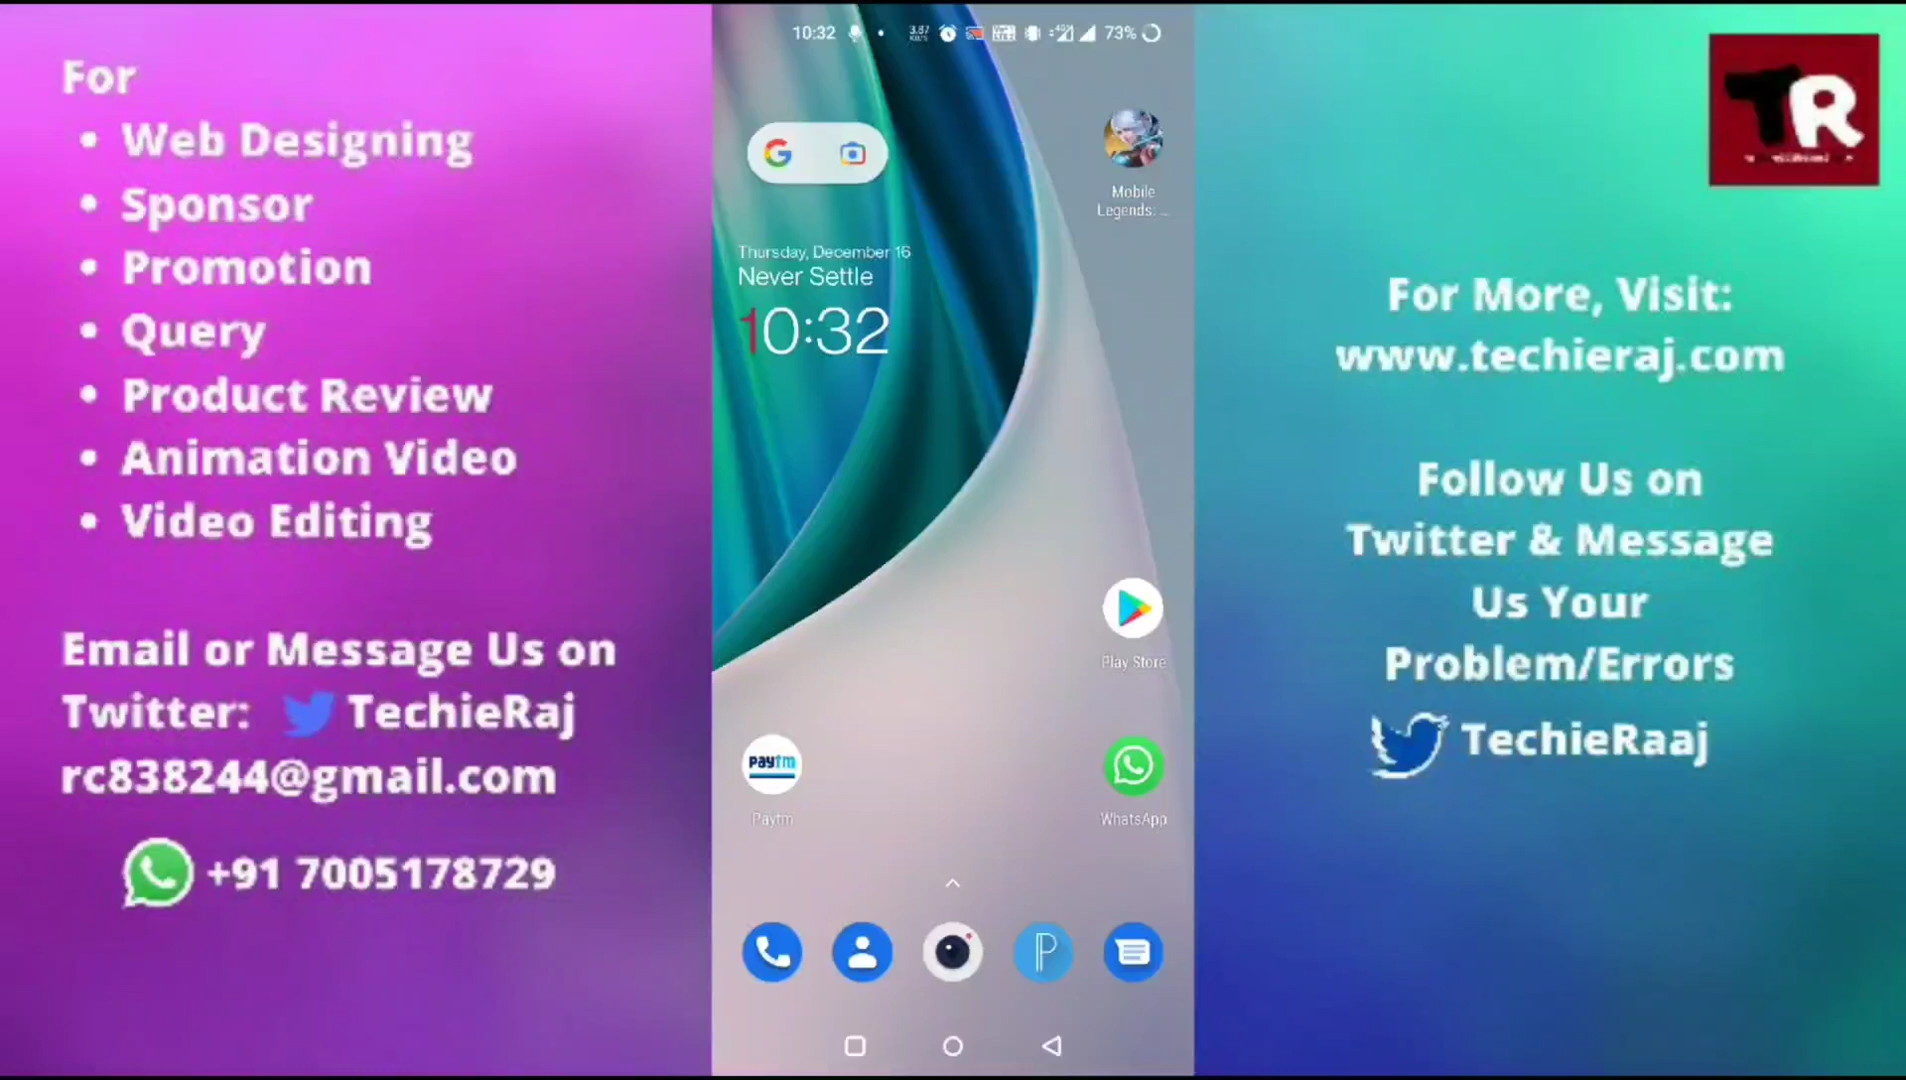 For
• Web Designing
• Sponsor
• Promotion
• Query
• Product Review
• Animation Video
• Video Editing
Email or Message Us on
Twitter: TechieRaj
rc838244@gmail.com
+91 7005178729
10:32
3.87
73%
Mobile
Legends: ...
Thursday, December 16
Never Settle
10:32
Play Store
Paytm
Paytm
WhatsApp
TR
For More, Visit:
www.techieraj.com
Follow Us on
Twitter & Message
Us Your
Problem/Errors
TechieRaaj